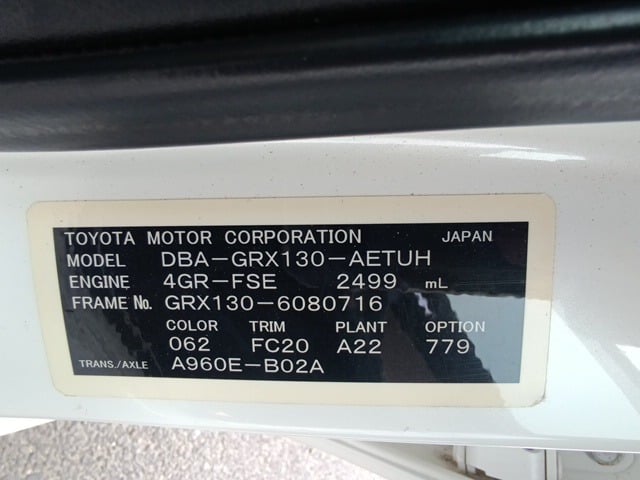 TOYOTA MOTOR CORPORATION JAPAN
MODEL DBA-GRX130-AETUH
ENGINE 4GR-FSE 2499 mL
FRAME No. GRX130-6080716
COLOR TRIM PLANT OPTION
062 FC20 A22 779
TRANS./AXLE A960E-B02A